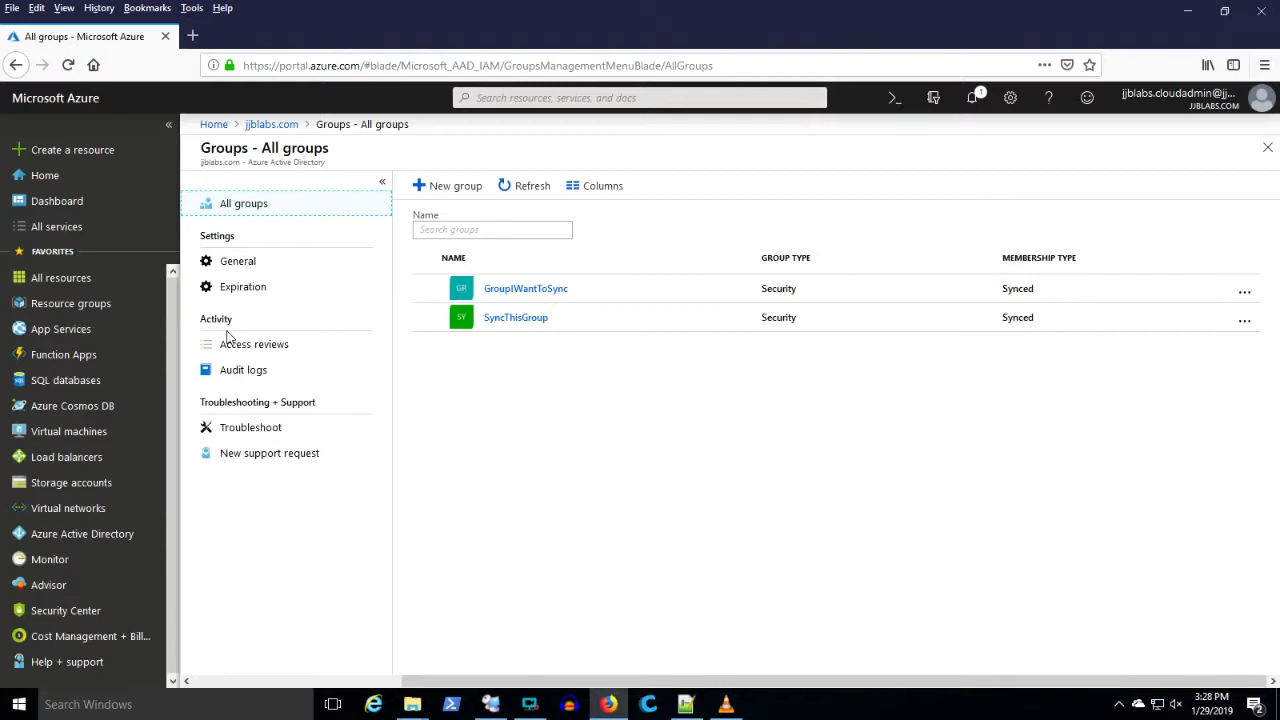 File Edit View History Bookmarks Tools Help
All groups - Microsoft Azure
https://portal.azure.com/#blade/Microsoft_AAD_IAM/GroupsManagementMenuBlade/AllGroups
Microsoft Azure
Search resources, services, and docs
1
jjblabs.cloudadmin@jj...
JJBLABS.COM
Create a resource
Home
Dashboard
All services
FAVORITES
All resources
Resource groups
App Services
Function Apps
SQL databases
Azure Cosmos DB
Virtual machines
Load balancers
Storage accounts
Virtual networks
Azure Active Directory
Monitor
Advisor
Security Center
Cost Management + Bill...
Help + support
Home > jjblabs.com > Groups - All groups
Groups - All groups
jjblabs.com - Azure Active Directory
All groups
Settings
General
Expiration
Activity
Access reviews
Audit logs
Troubleshooting + Support
Troubleshoot
New support request
New group Refresh Columns
Name
Search groups
NAME GROUP TYPE MEMBERSHIP TYPE
GR GroupIWantToSync Security Synced ...
SY SyncThisGroup Security Synced ...
Search Windows
3:28 PM
1/29/2019
2